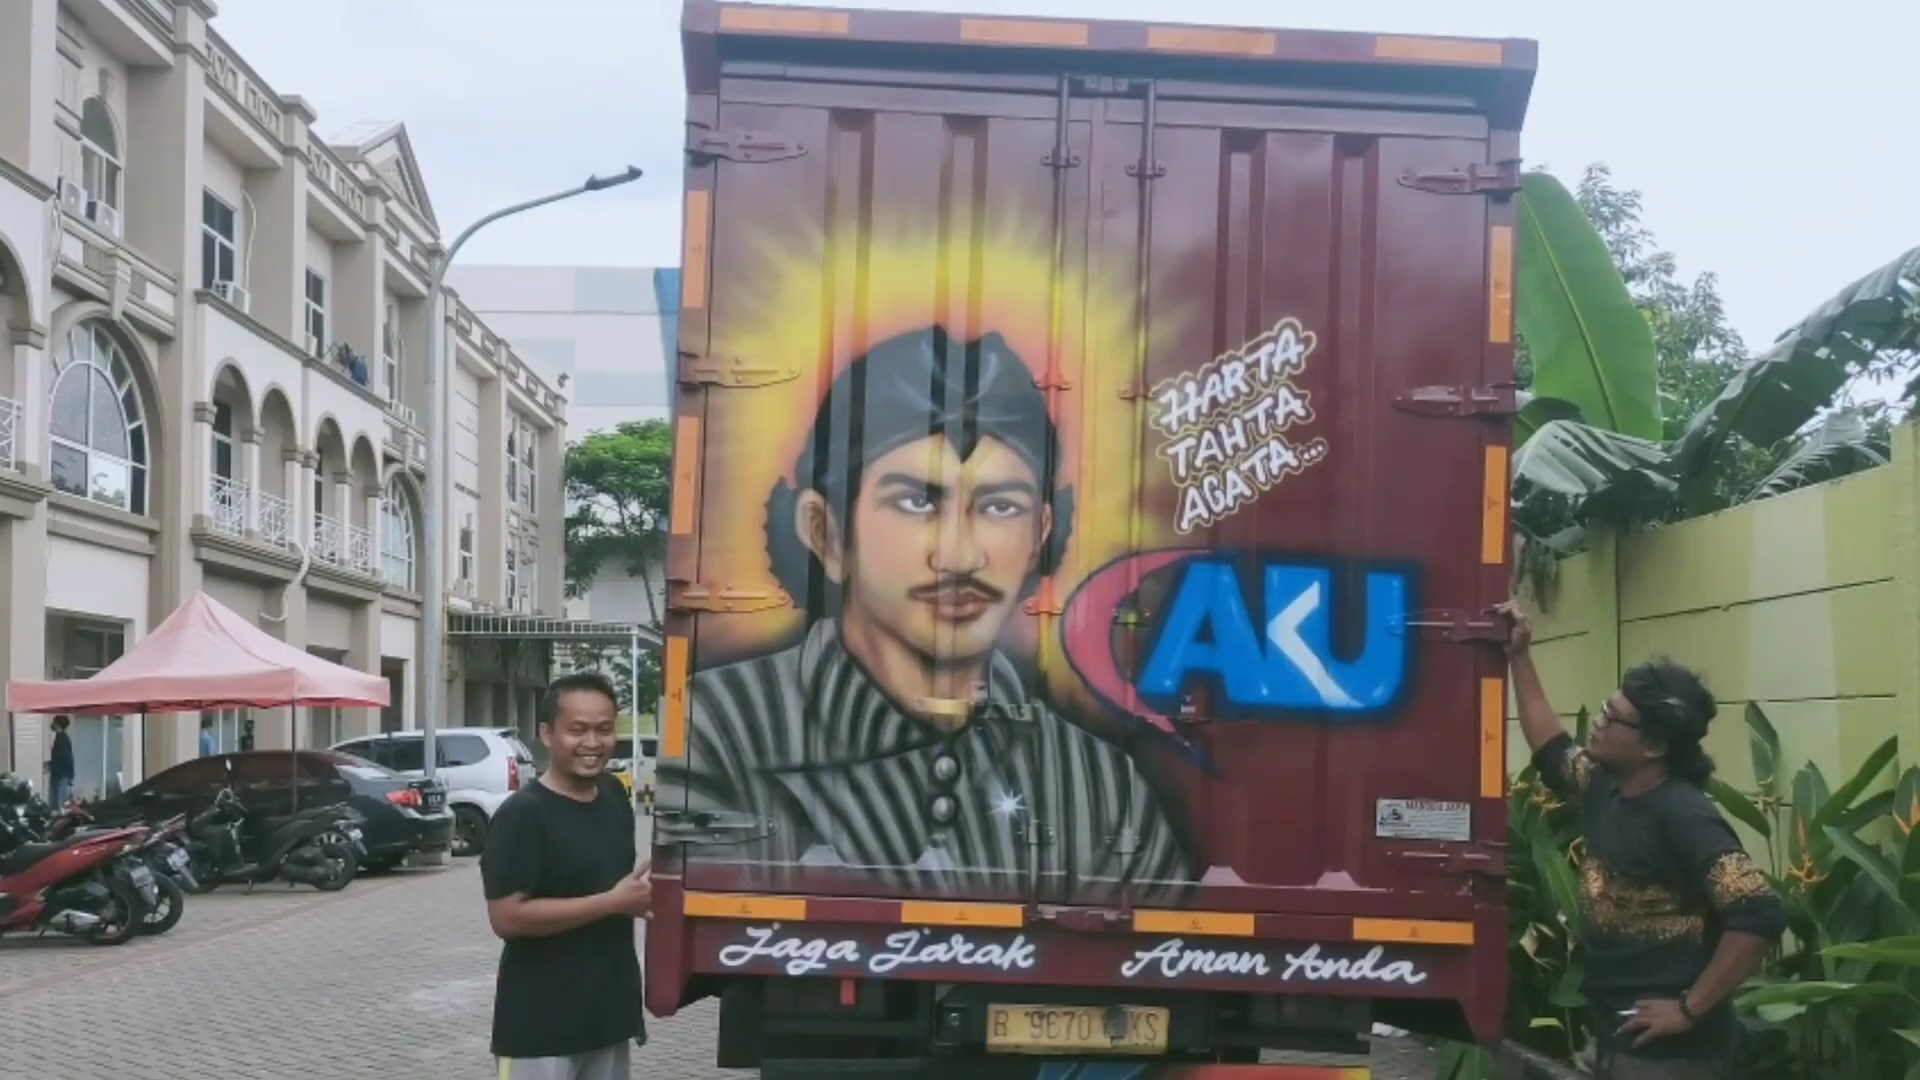 HARTA
TAHTA
AGATA...
AKU
Jaga Jarak Aman Anda